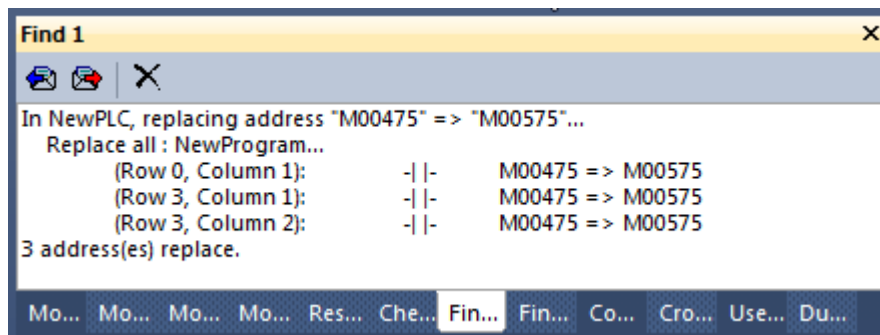 Find 1
In NewPLC, replacing address "M00475" => "M00575"...
Replace all : NewProgram...
(Row 0, Column 1): -| |- M00475 => M00575
(Row 3, Column 1): -| |- M00475 => M00575
(Row 3, Column 2): -| |- M00475 => M00575
3 address(es) replace.
Mo... Mo... Mo... Mo... Res... Che... Fin... Fin... Co... Cro... Use... Du...